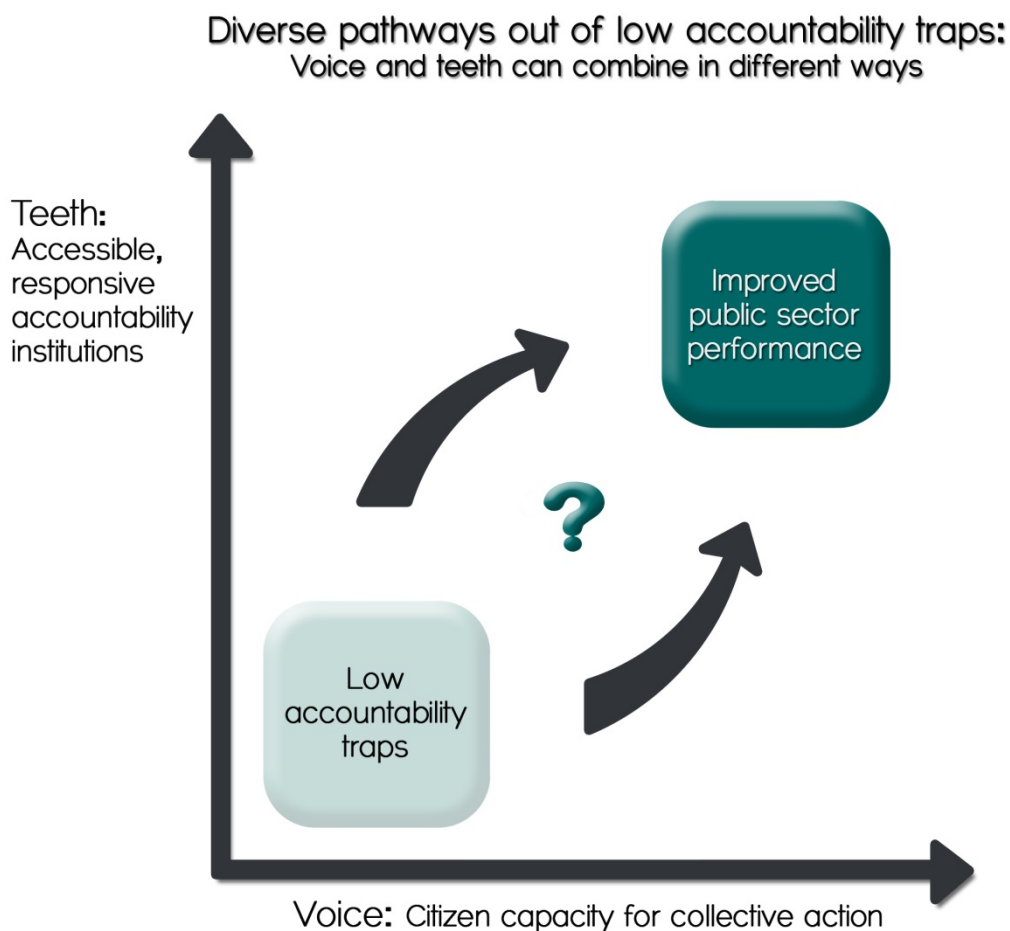 Diverse pathways out of low accountability traps:
Voice and teeth can combine in different ways
Teeth:
Accessible,
responsive
accountability
institutions
Improved
public sector
performance
?
Low
accountability
traps
Voice: Citizen capacity for collective action